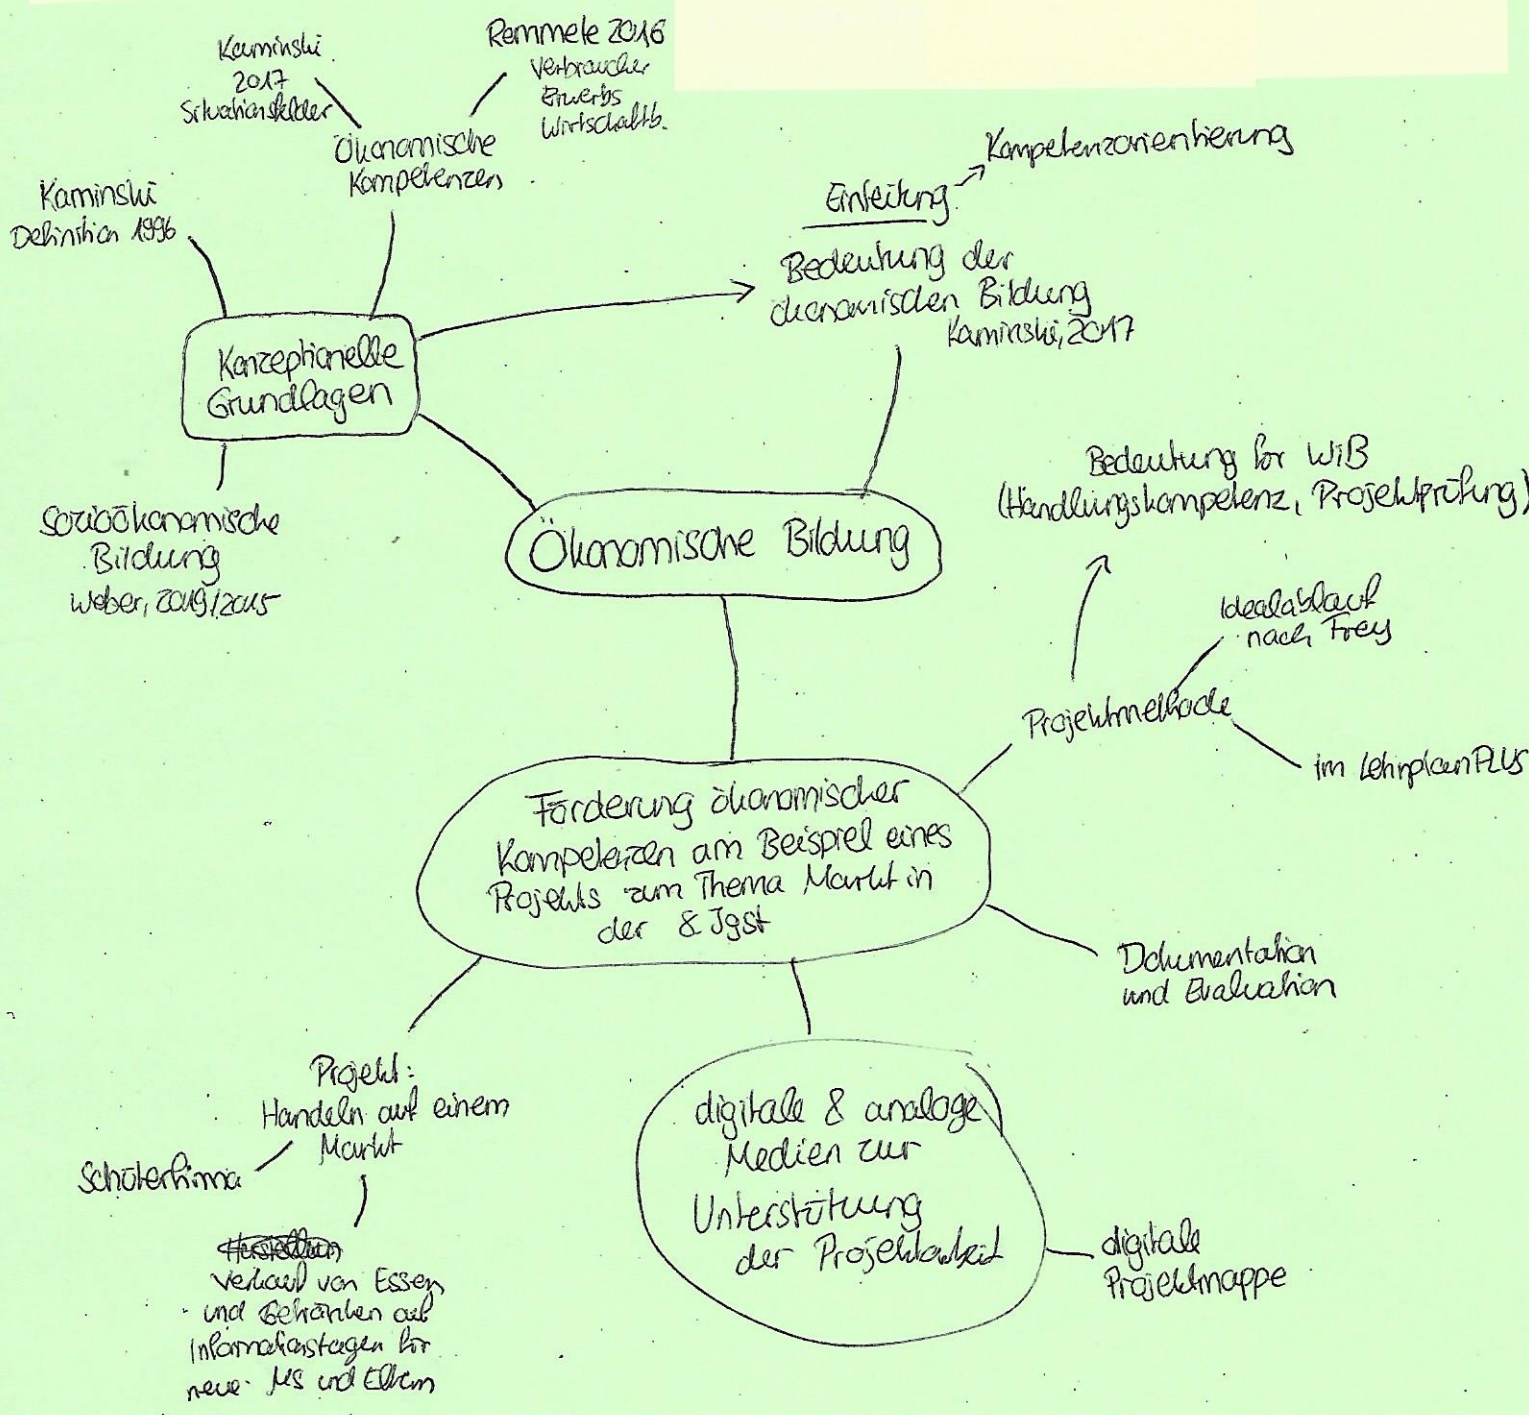 Kaminski
2017
Situationsfelder
Remmele 2016
Verbraucher
Erwerbs
Wirtschaftb.
Ökonomische
Kompetenzen
Kaminski
Definition 1996
Einleitung
Kompetenzorientierung
Bedeutung der
ökonomischen Bildung
Kaminski, 2017
Konzeptionelle
Grundlagen
Sozioökonomische
Bildung
Weber, 2019/2015
Ökonomische Bildung
Bedeutung für WiB
(Handlungskompetenz, Projektprüfung)
Idealablauf
nach Frey
Projektmethode
im LehrplanPLUS
Förderung ökonomischer
Kompetenzen am Beispiel eines
Projekts zum Thema Markt in
der 8 Jgst
Dokumentation
und Evaluation
Projekt:
Handeln auf einem
Markt
Schülerfirma
Verkauf von Essen
und Getränken auf
Informationstagen für
neue MS und Eltern
digitale & analoge
Medien zur
Unterstützung
der Projektarbeit
digitale
Projektmappe